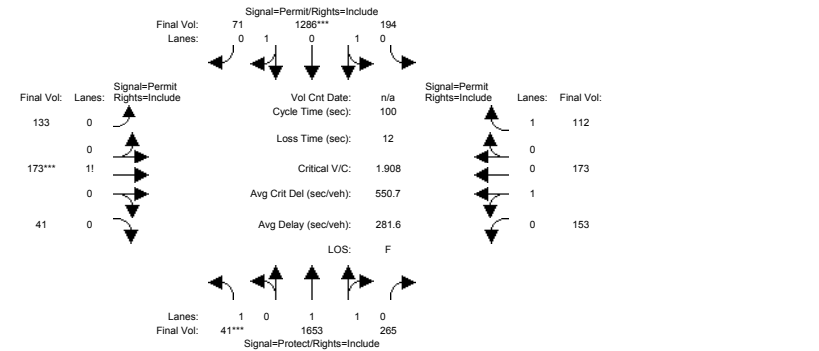 Signal=Permit/Rights=Include
Final Vol: 71 1286*** 194
Lanes: 0 1 0 1 0
Signal=Permit Signal=Permit
Final Vol: Lanes: Rights=Include Vol Cnt Date: n/a Rights=Include Lanes: Final Vol:
Cycle Time (sec): 100
133 0 1 112
Loss Time (sec): 12
0 0
173*** 1! Critical V/C: 1.908 0 173
0 Avg Crit Del (sec/veh): 550.7 1
41 0 Avg Delay (sec/veh): 281.6 0 153
LOS: F
Lanes: 1 0 1 1 0
Final Vol: 41*** 1653 265
Signal=Protect/Rights=Include